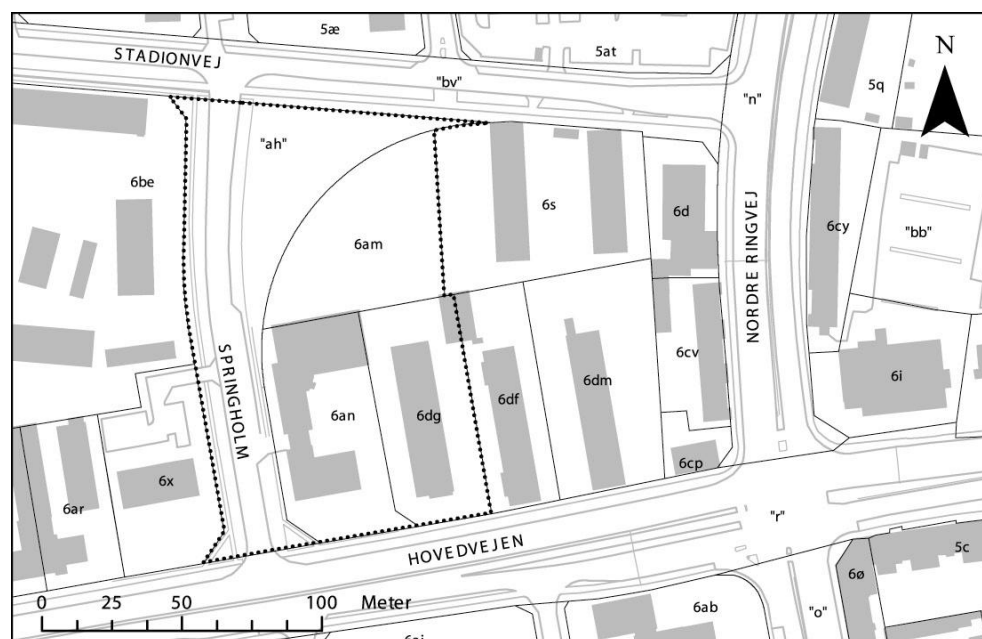 5æ
STADIONVEJ
5at
"bv"
"n"
5q
N
"ah"
6be
6s
6d
6am
6cy
"bb"
NORDRE RINGVEJ
SPRINGHOLM
6cv
6dm
6i
6df
6dg
6an
6cp
6x
6ar
"r"
HOVEDVEJEN
5c
6ø
0 25 50 100 Meter
6ab
"o"